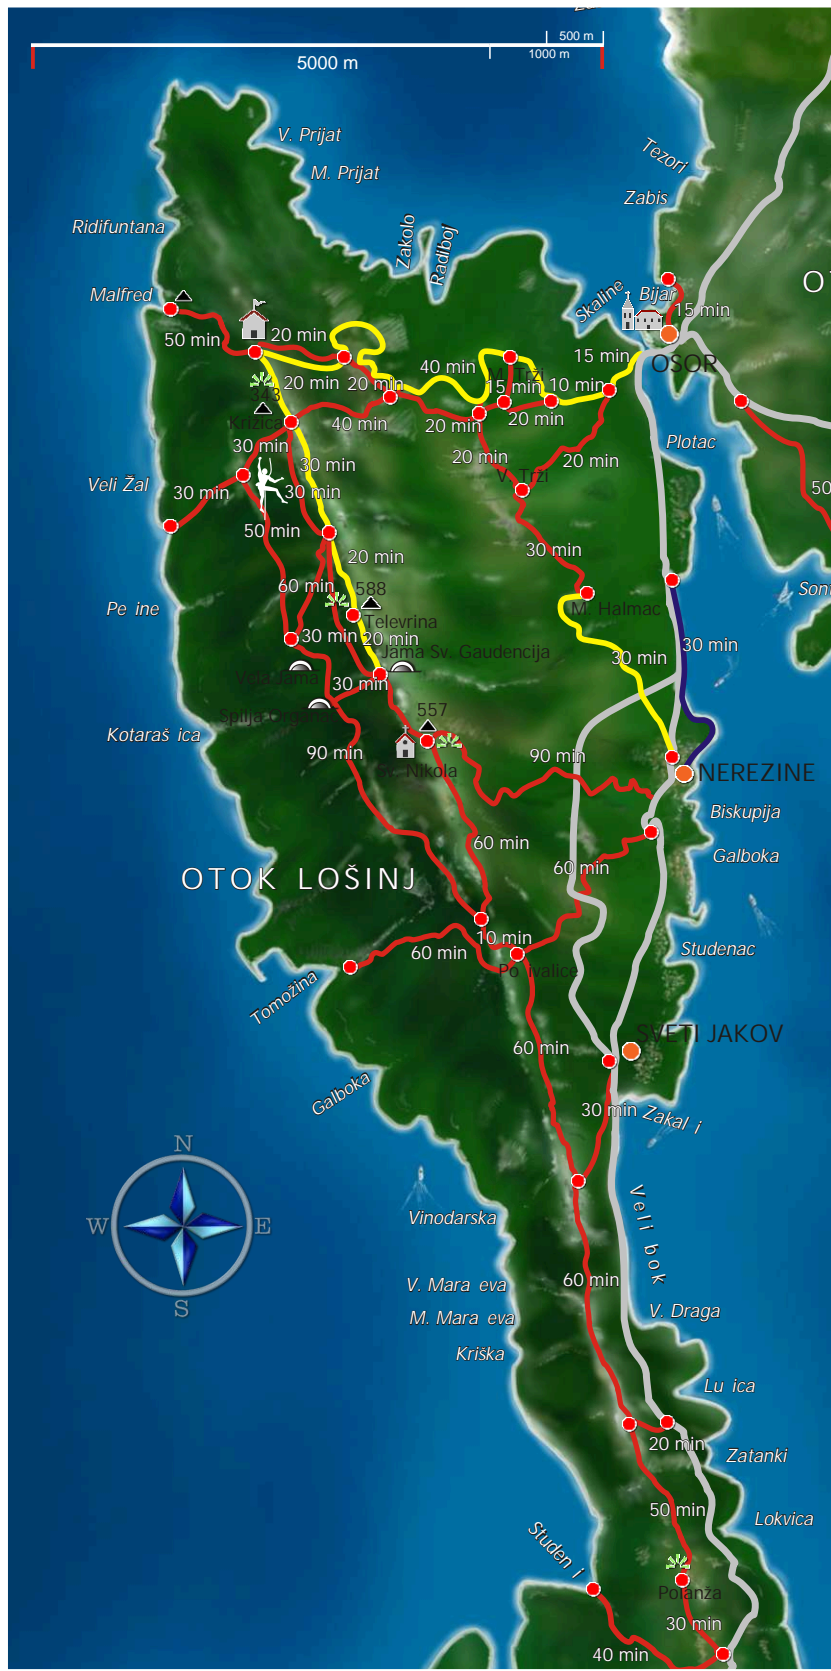 500 m
1000 m
5000 m
V. Prijat
M. Prijat
Tezori
Zabis
Ridifuntana
Zakolo
Radiboj
O
Malfred
Skaline
Bijar
15 min
50 min
20 min
15 min
OSOR
40 min
M. Trži
20 min
20 min
15 min
10 min
343
Križica
40 min
20 min
20 min
Plotac
30 min
30 min
20 min
20 min
V. Trži
Veli Žal
30 min
30 min
50
50 min
20 min
30 min
60 min
588
Pe ine
M. Halmac
Sont
Televrina
30 min
20 min
30 min
Jama Sv. Gaudencija
30 min
Vela Jama
30 min
557
Kotaraš ica
90 min
90 min
Sv. Nikola
NEREZINE
Biskupija
60 min
Galboka
60 min
OTOK LOŠINJ
10 min
60 min
Studenac
Po ivalice
Tomožina
SVETI JAKOV
60 min
Galboka
30 min
Zakal i
N
W
E
S
Veli bok
Vinodarska
60 min
V. Mara eva
V. Draga
M. Mara eva
Kriška
Lu ica
20 min
Zatanki
50 min
Lokvica
Studen i
Polanža
30 min
40 min